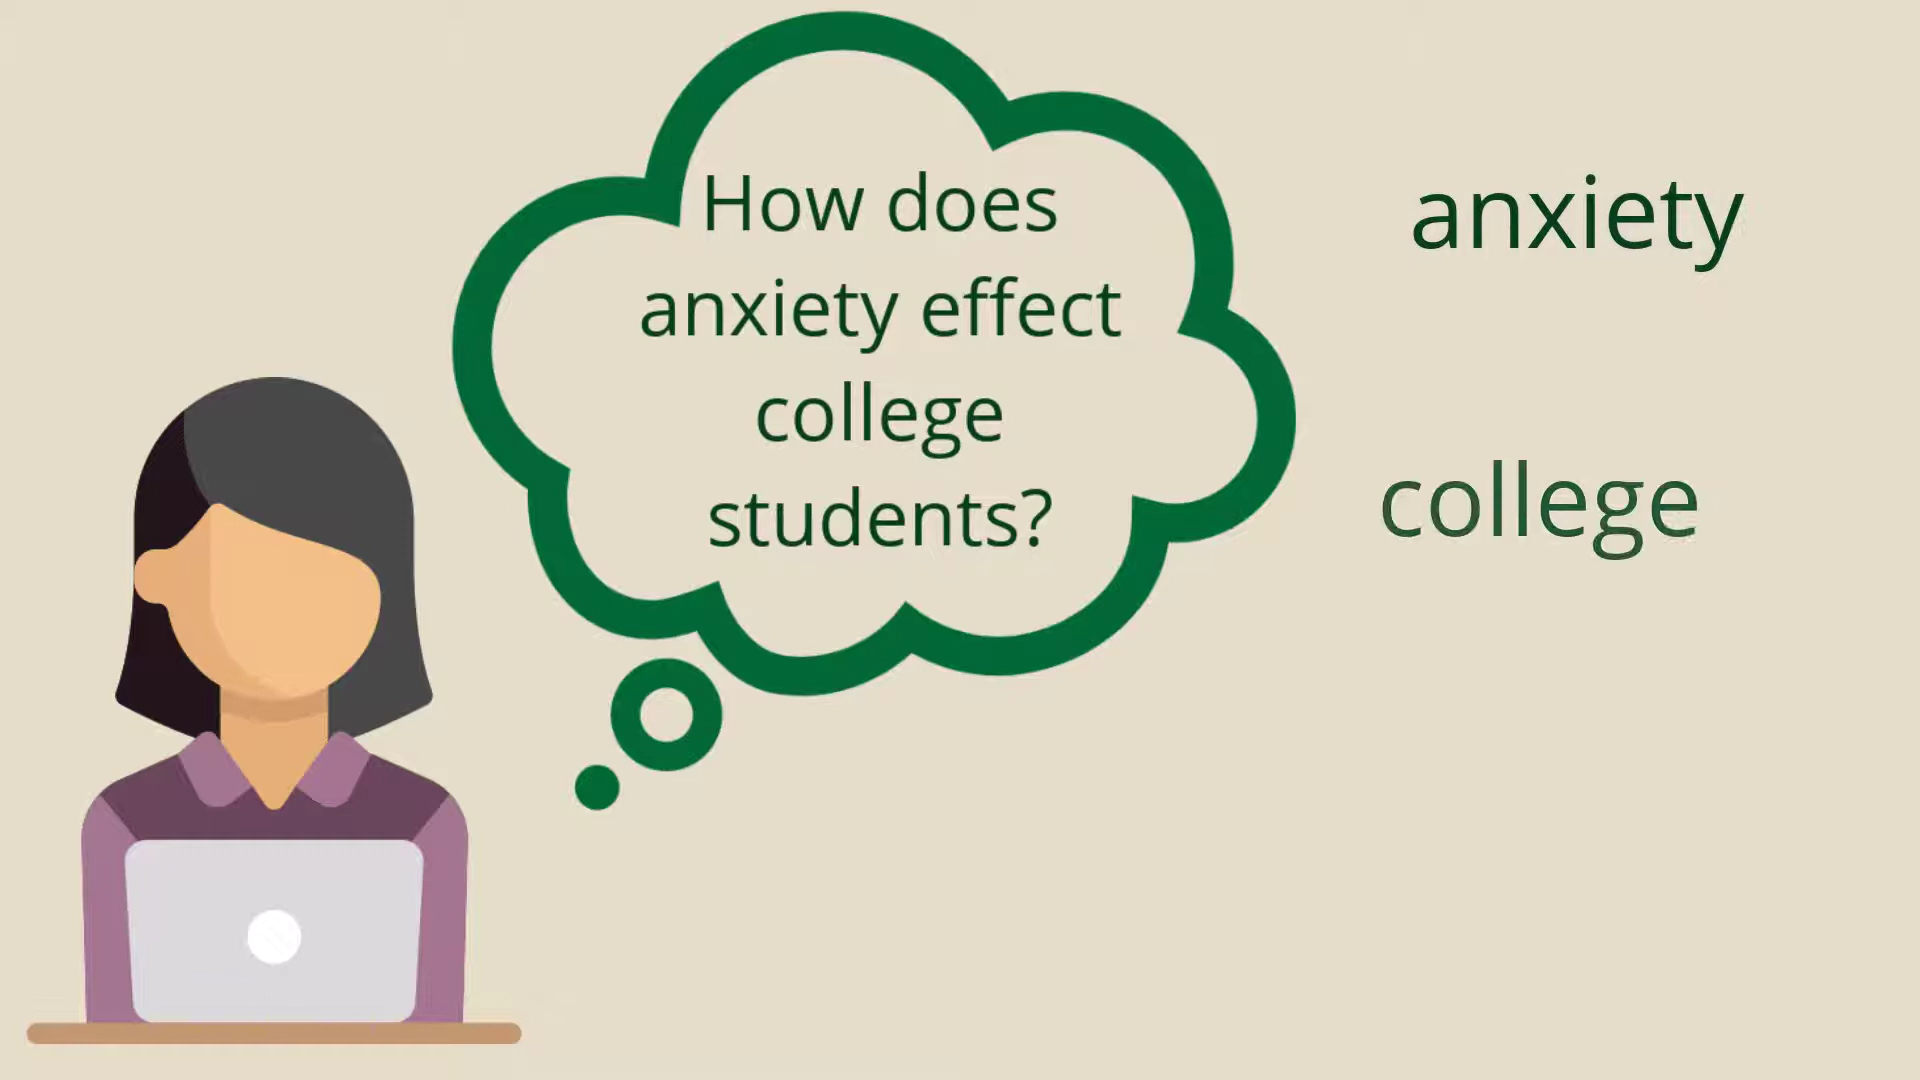 How does
anxiety effect
college
students?
anxiety
college